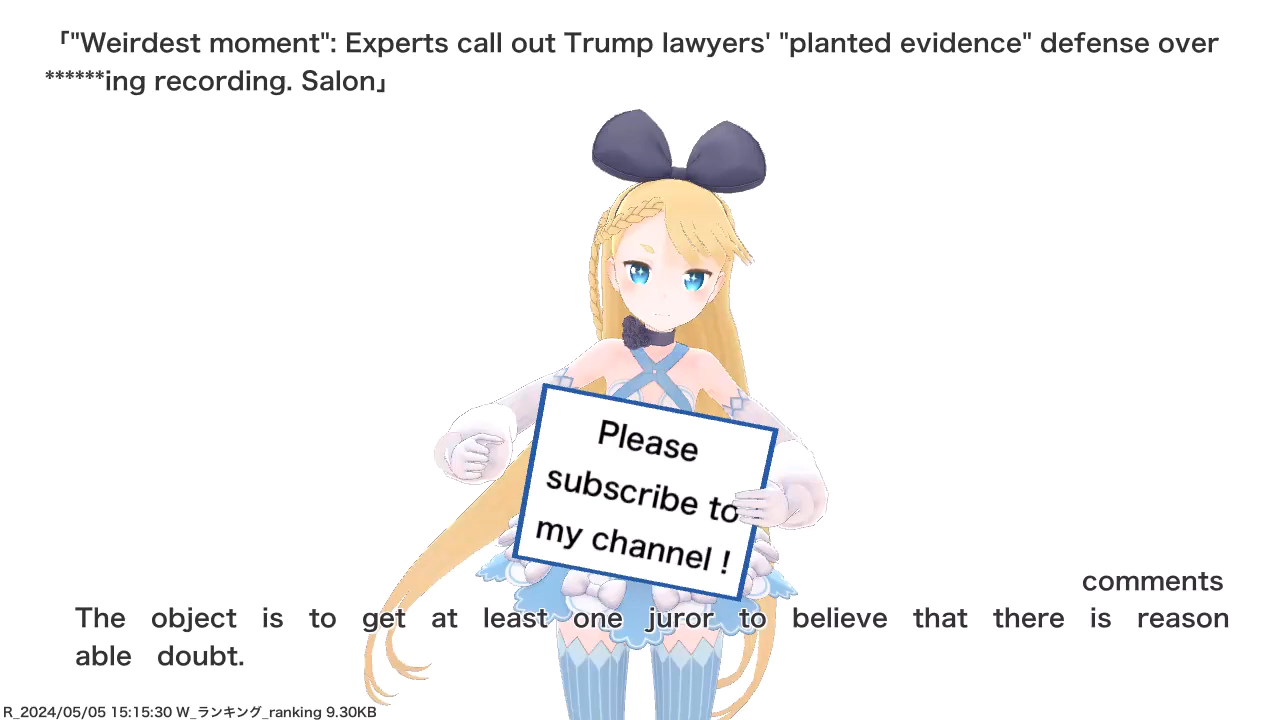 「"Weirdest moment": Experts call out Trump lawyers' "planted evidence" defense over
******ing recording. Salon」
Please
subscribe to
my channel !
comments
The object is to get at least one juror to believe that there is reason
able doubt.
R_2024/05/05 15:15:30 W_ランキング_ranking 9.30KB